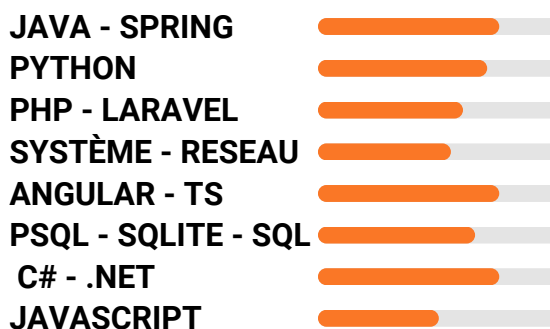 JAVA - SPRING
PYTHON
PHP - LARAVEL
SYSTÈME - RESEAU
ANGULAR - TS
PSQL - SQLITE - SQL
C# - .NET
JAVASCRIPT